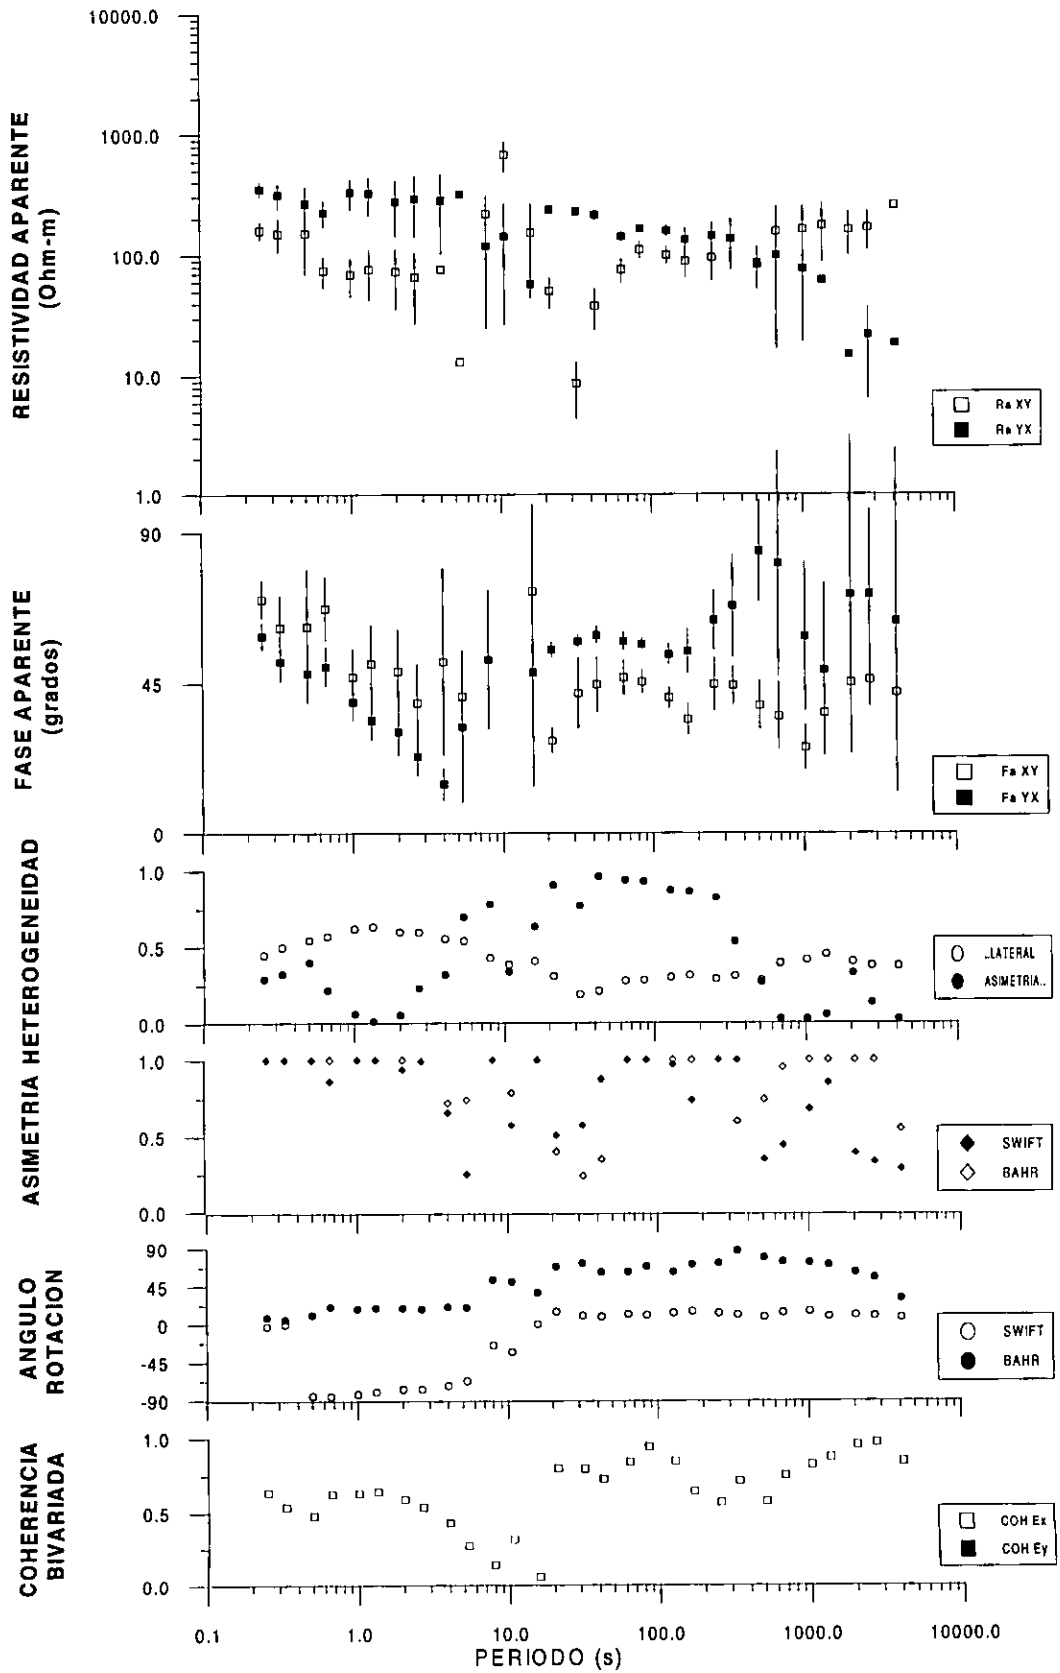 RESISTIVIDAD APARENTE
(Ohm-m)
10000.0
1000.0
100.0
10.0
1.0
Ra XY
Ra YX
FASE APARENTE
(grados)
90
45
0
Fa XY
Fa YX
ASIMETRIA HETEROGENEIDAD
1.0
0.5
0.0
..LATERAL
ASIMETRIA..
1.0
0.5
0.0
SWIFT
BAHR
ANGULO
ROTACION
90
45
0
-45
-90
SWIFT
BAHR
COHERENCIA
BIVARIADA
1.0
0.5
0.0
COH Ex
COH Ey
0.1 1.0 10.0 100.0 1000.0 10000.0
PERIODO (s)